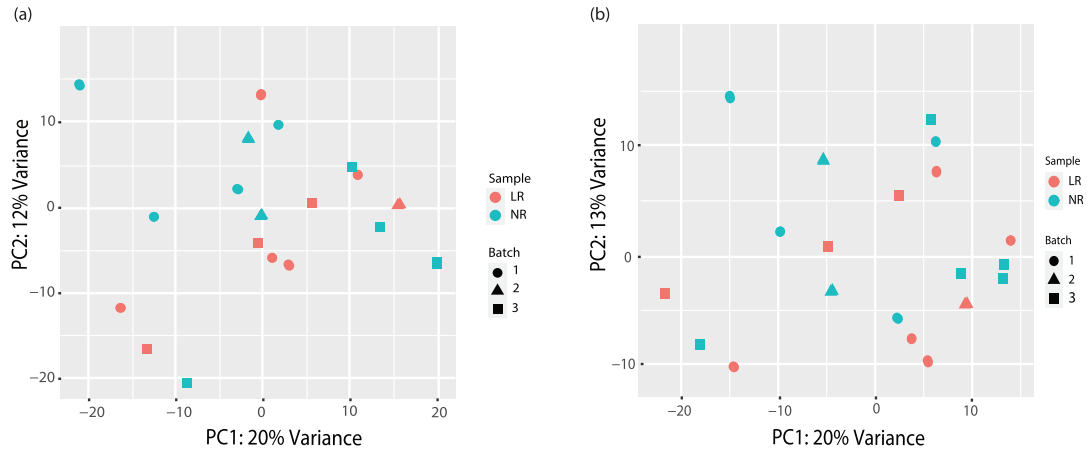 (a)
PC2: 12% Variance
10
0
−10
−20
−20
−10
0
10
20
PC1: 20% Variance
Sample
LR
NR
Batch
1
2
3
(b)
PC2: 13% Variance
10
0
−10
−20
−10
0
10
PC1: 20% Variance
Sample
LR
NR
Batch
1
2
3